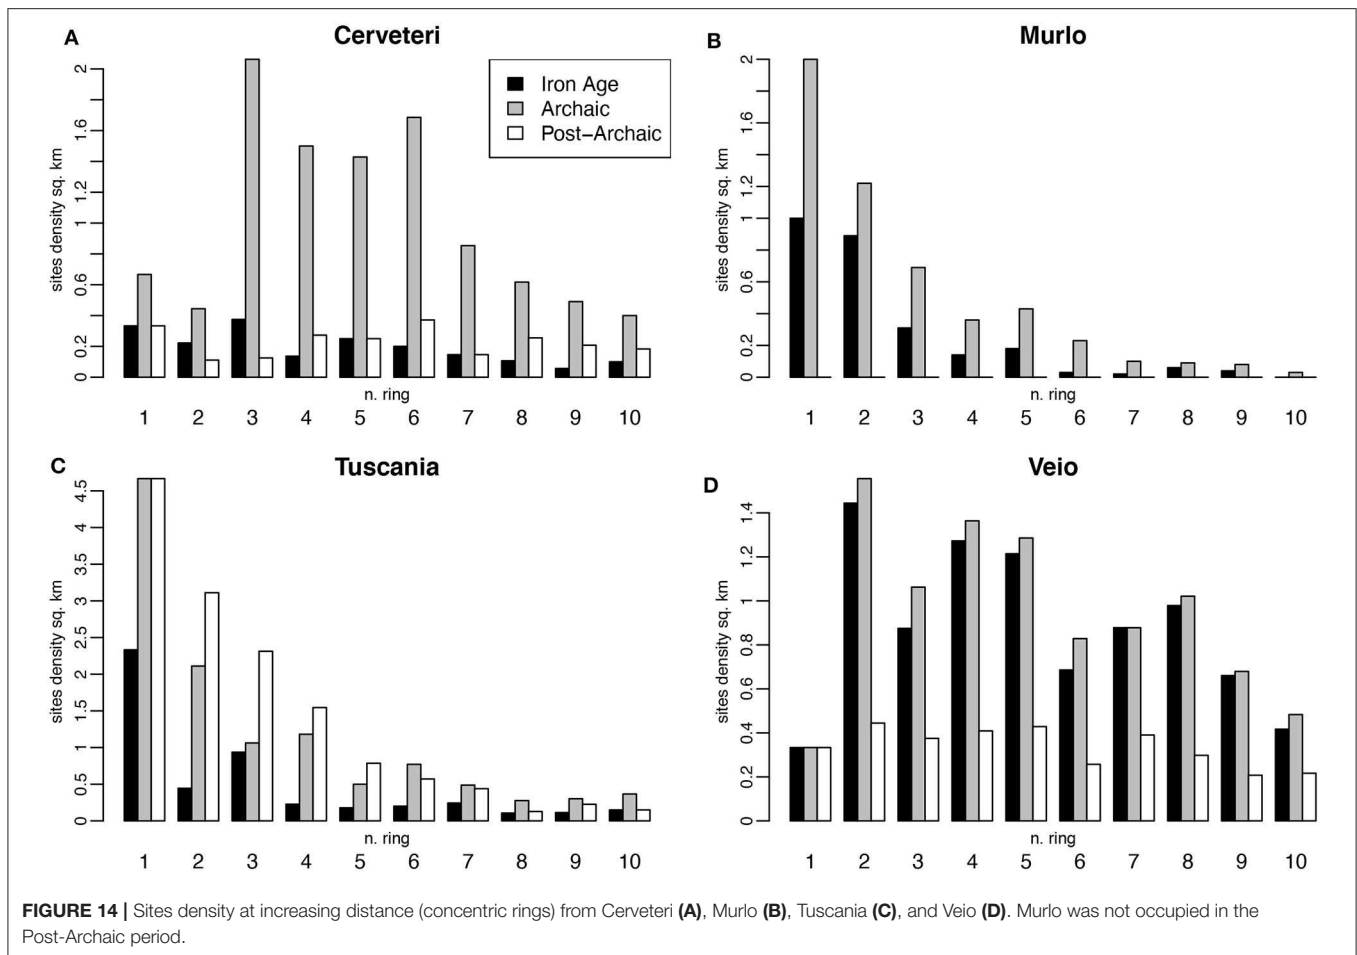 A
Cerveteri
Iron Age
Archaic
Post-Archaic
sites density sq. km
0 0.2 0.6 1 1.2 1.6 2
n. ring
1 2 3 4 5 6 7 8 9 10
B
Murlo
sites density sq. km
0 0.2 0.6 1 1.2 1.6 2
n. ring
1 2 3 4 5 6 7 8 9 10
C
Tuscania
sites density sq. km
0 0.5 1 1.5 2 2.5 3 3.5 4 4.5
n. ring
1 2 3 4 5 6 7 8 9 10
D
Veio
sites density sq. km
0 0.2 0.4 0.6 0.8 1 1.2 1.4
n. ring
1 2 3 4 5 6 7 8 9 10
FIGURE 14 | Sites density at increasing distance (concentric rings) from Cerveteri (A), Murlo (B), Tuscania (C), and Veio (D). Murlo was not occupied in the
Post-Archaic period.